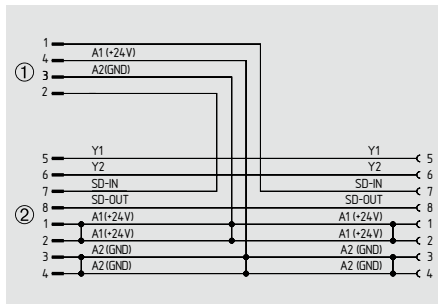 1
4 A1 (+24V)
① 3 A2(GND)
2
5 Y1 Y1 5
6 Y2 Y2 6
7 SD-IN SD-IN 7
8 SD-OUT SD-OUT 8
② 1 A1(+24V) A1 (+24V) 1
2 A1(+24V) A1 (+24V) 2
3 A2 (GND) A2 (GND) 3
4 A2 (GND) A2 (GND) 4